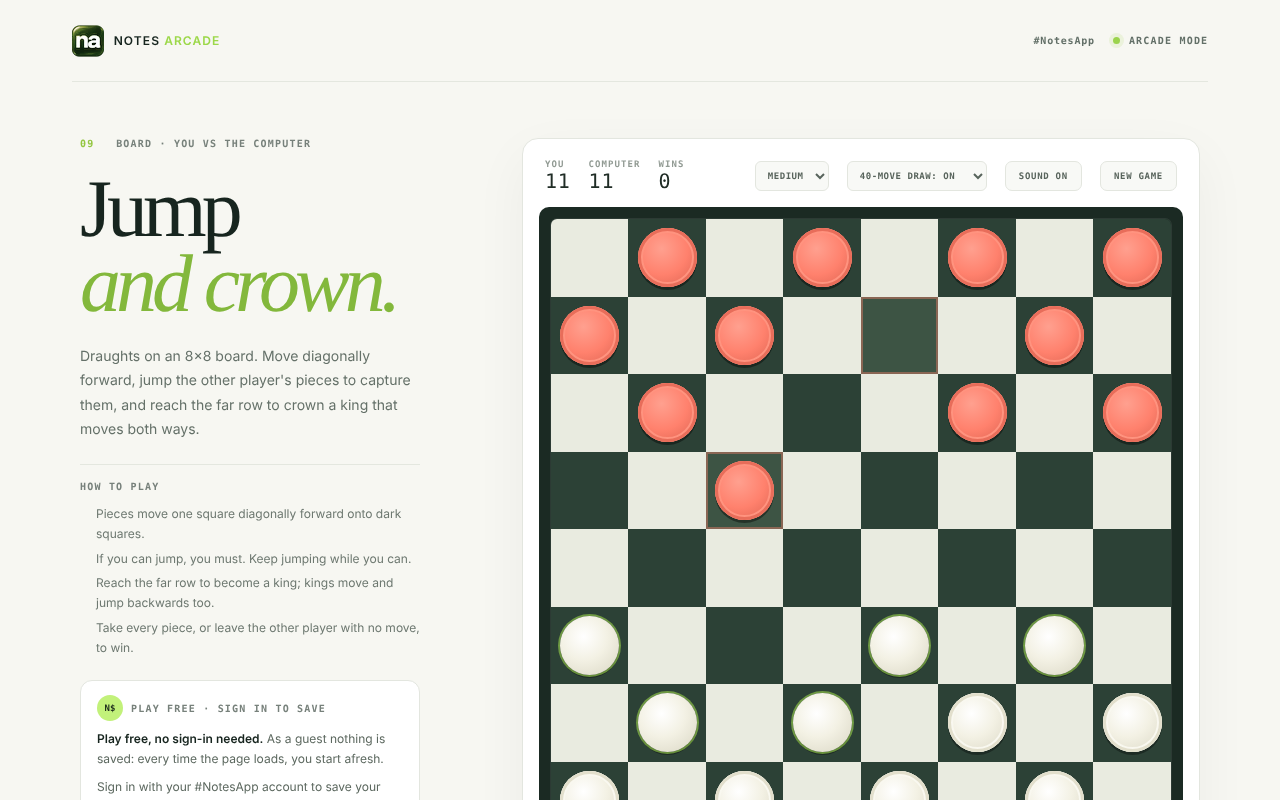 na NOTES ARCADE
#NotesApp ARCADE MODE
09 BOARD · YOU VS THE COMPUTER
Jump
and crown.
Draughts on an 8×8 board. Move diagonally
forward, jump the other player's pieces to capture
them, and reach the far row to crown a king that
moves both ways.
HOW TO PLAY
Pieces move one square diagonally forward onto dark
squares.
If you can jump, you must. Keep jumping while you can.
Reach the far row to become a king; kings move and
jump backwards too.
Take every piece, or leave the other player with no move,
to win.
N$ PLAY FREE · SIGN IN TO SAVE
Play free, no sign-in needed. As a guest nothing is
saved: every time the page loads, you start afresh.
Sign in with your #NotesApp account to save your
YOU COMPUTER WINS
11 11 0
MEDIUM 40-MOVE DRAW: ON SOUND ON NEW GAME